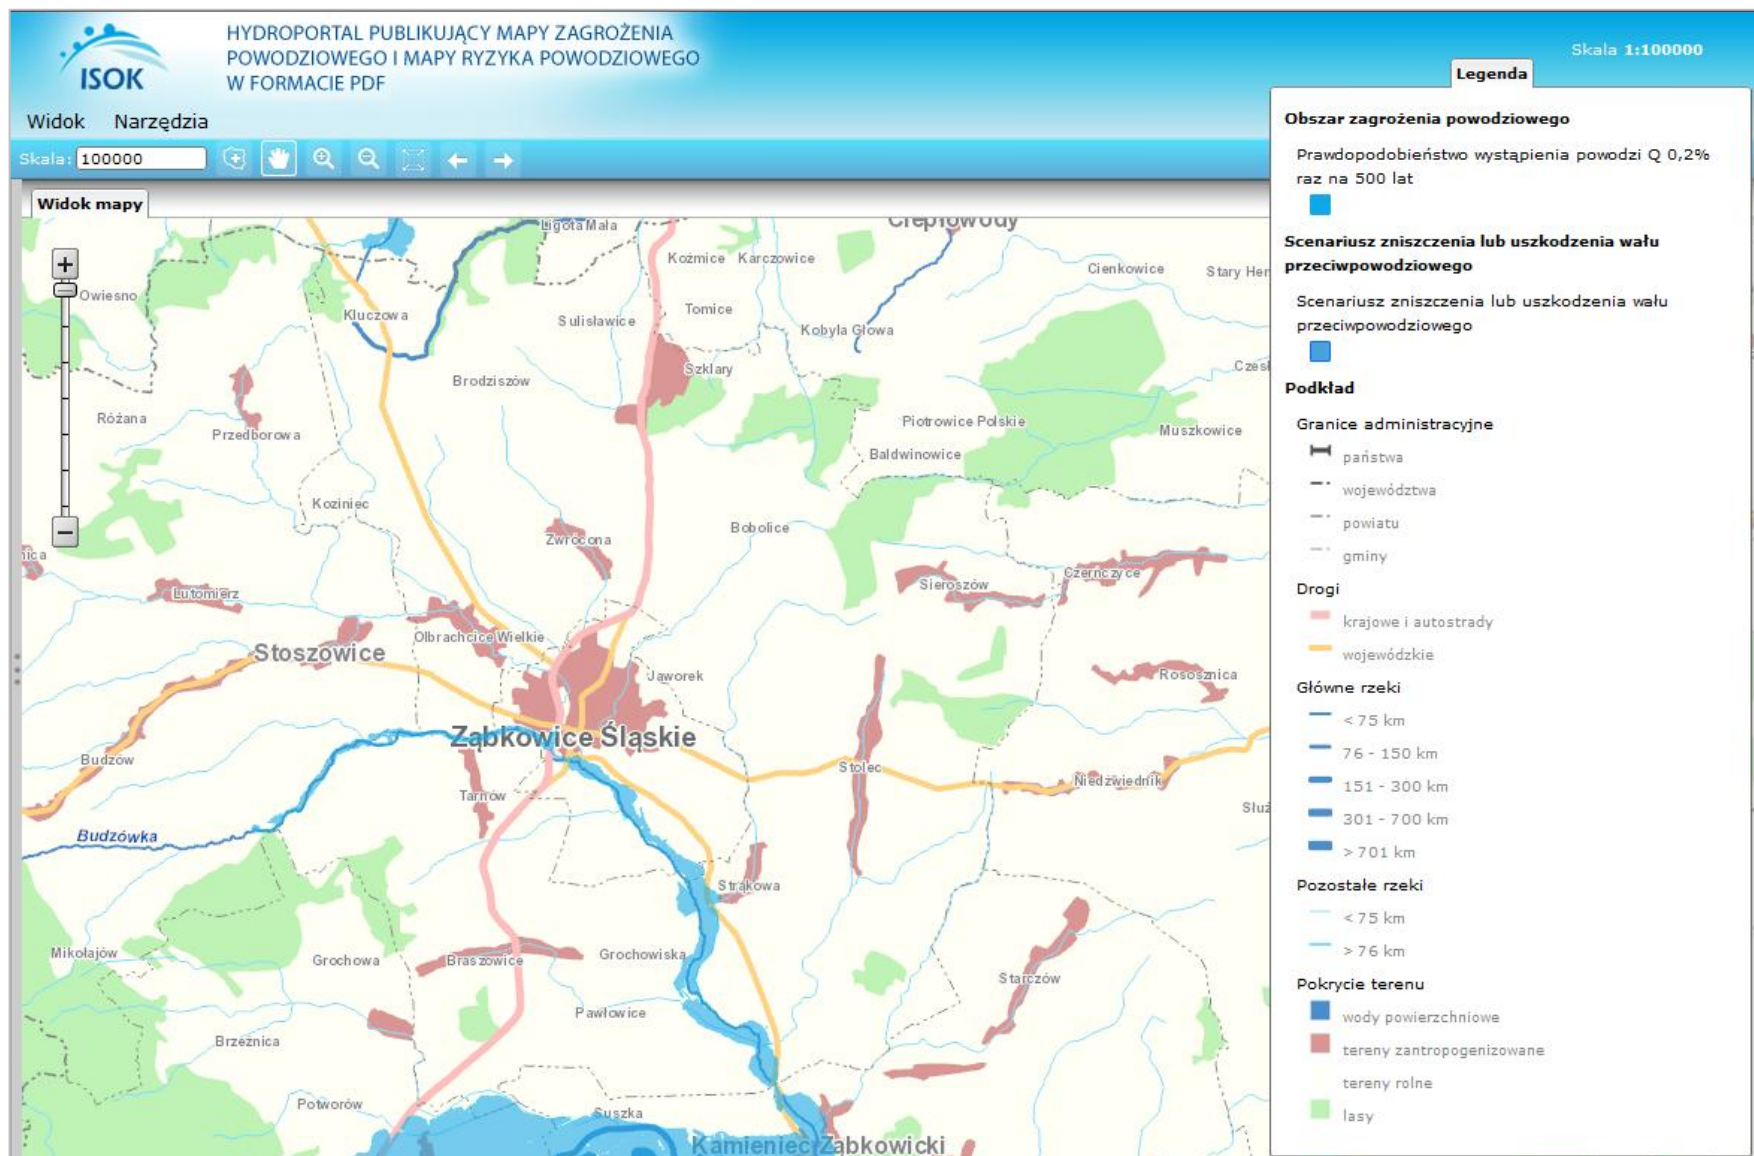 HYDROPORTAL PUBLIKUJĄCY MAPY ZAGROŻENIA
POWODZIOWEGO I MAPY RYZYKA POWODZIOWEGO
W FORMACIE PDF
ISOK
Skala 1:100000
Legenda
Widok Narzędzia
Skala: 100000
Widok mapy
Obszar zagrożenia powodziowego
Prawdopodobieństwo wystąpienia powodzi Q 0,2%
raz na 500 lat
Scenariusz zniszczenia lub uszkodzenia wału
przeciwpowodziowego
Scenariusz zniszczenia lub uszkodzenia wału
przeciwpowodziowego
Podkład
Granice administracyjne
państwa
województwa
powiatu
gminy
Drogi
krajowe i autostrady
wojewódzkie
Główne rzeki
< 75 km
76 - 150 km
151 - 300 km
301 - 700 km
> 701 km
Pozostałe rzeki
< 75 km
> 76 km
Pokrycie terenu
wody powierzchniowe
tereny zantropogenizowane
tereny rolne
lasy
Ligota Mała
Ciepłowody
Koźmice
Karczowice
Cienkowice
Stary Hen
Owiesno
Kluczowa
Sulisławice
Tomice
Kobyla Głowa
Szklary
Brodziszów
Różana
Przedborowa
Piotrowice Polskie
Muszkowice
Baldwinowice
Koziniec
Zwrócona
Bobolice
Sieroszów
Czerńczyce
Lutomierz
Olbrachcice Wielkie
Stoszowice
Jaworek
Rososznica
Ząbkowice Śląskie
Budzów
Stolec
Niedźwiednik
Tarnów
Budzówka
Strąkowa
Mikołajów
Grochowa
Braszowice
Grochowiska
Starczów
Pawłowice
Brzeźnica
Potworów
Suszka
Kamieniec Ząbkowicki